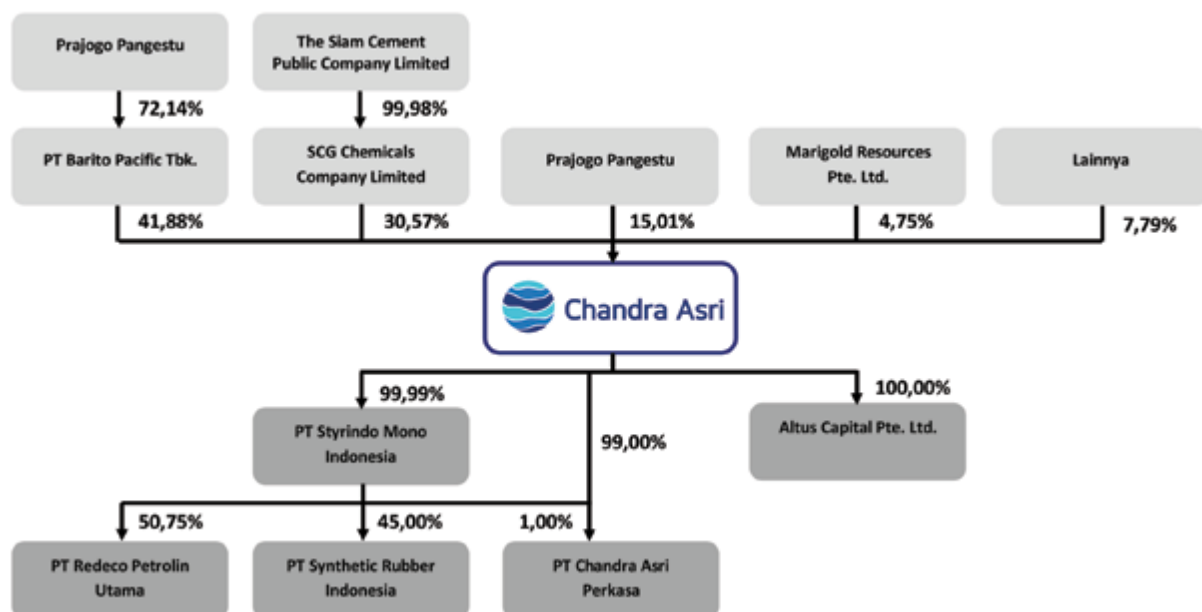 Prajogo Pangestu
The Siam Cement
Public Company Limited
72,14%
99,98%
PT Barito Pacific Tbk.
SCG Chemicals
Company Limited
Prajogo Pangestu
Marigold Resources
Pte. Ltd.
Lainnya
41,88%
30,57%
15,01%
4,75%
7,79%
Chandra Asri
99,99%
100,00%
PT Styrindo Mono
Indonesia
99,00%
Altus Capital Pte. Ltd.
50,75%
45,00%
1,00%
PT Redeco Petrolin
Utama
PT Synthetic Rubber
Indonesia
PT Chandra Asri
Perkasa